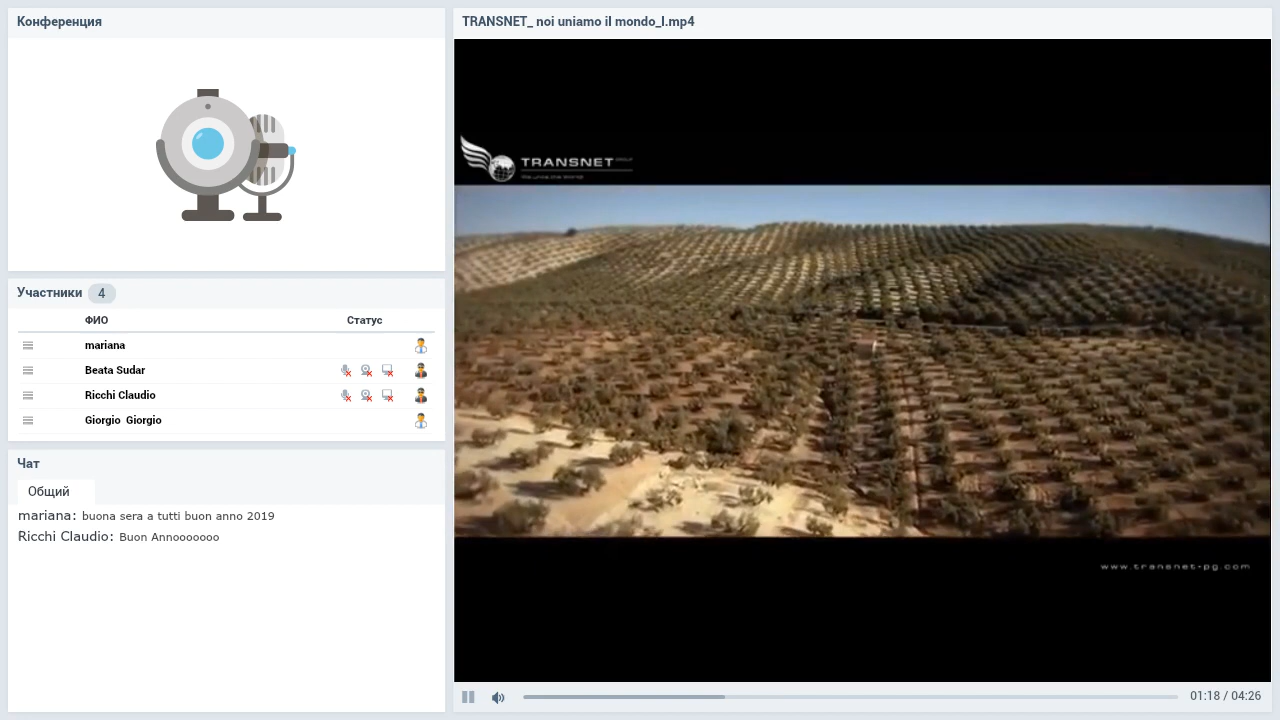 Конференция
Участники 4
ФИО Статус
mariana
Beata Sudar
Ricchi Claudio
Giorgio Giorgio
Чат
Общий
mariana: buona sera a tutti buon anno 2019
Ricchi Claudio: Buon Annooooooo
TRANSNET_ noi uniamo il mondo_I.mp4
TRANSNET
www.transnet-pg.com
01:18 / 04:26